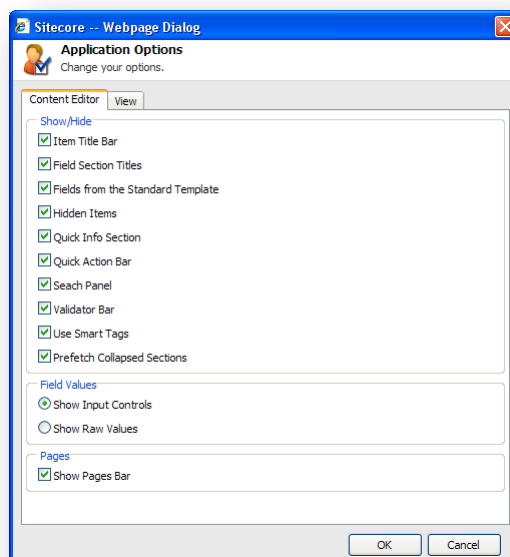 Sitecore -- Webpage Dialog
Application Options
Change your options.
Content Editor
View
Show/Hide
Item Title Bar
Field Section Titles
Fields from the Standard Template
Hidden Items
Quick Info Section
Quick Action Bar
Seach Panel
Validator Bar
Use Smart Tags
Prefetch Collapsed Sections
Field Values
Show Input Controls
Show Raw Values
Pages
Show Pages Bar
OK
Cancel